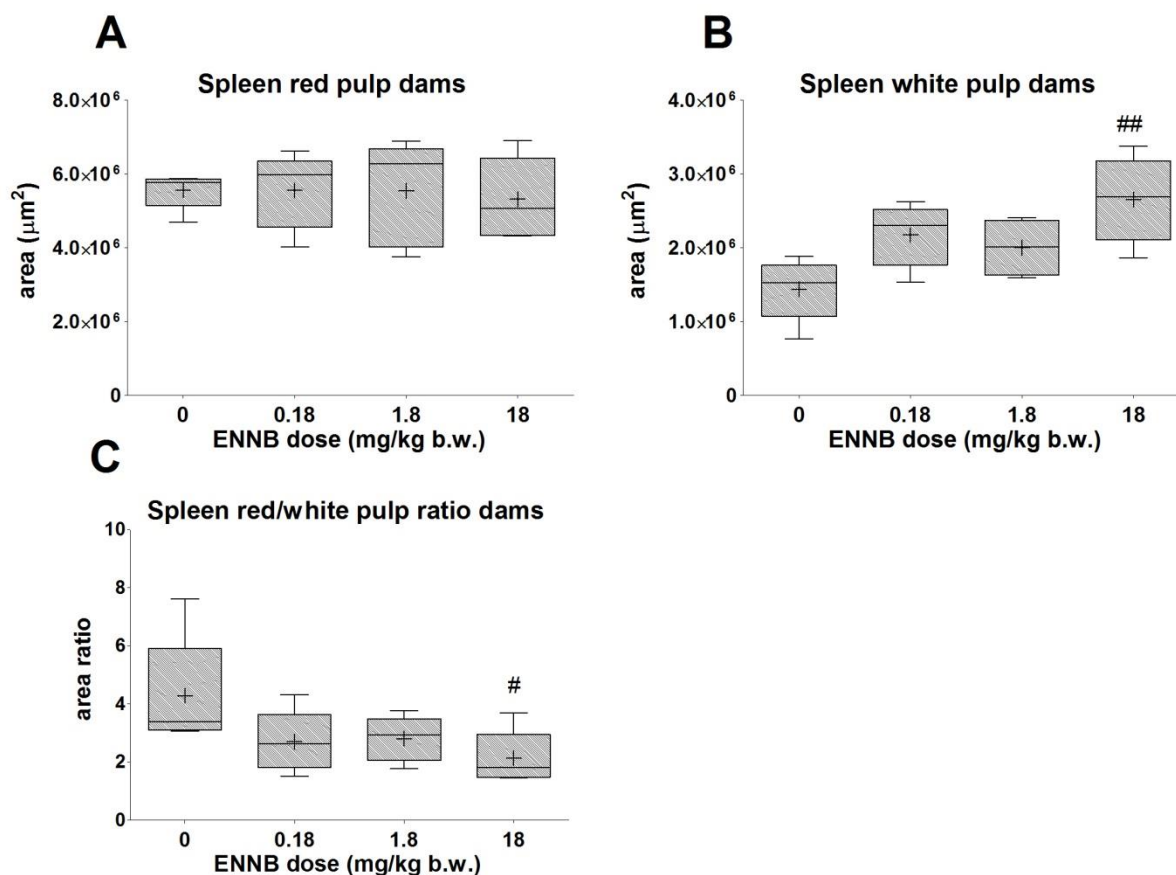 A
Spleen red pulp dams
8.0×10⁶
6.0×10⁶
4.0×10⁶
2.0×10⁶
0
area (μm²)
0 0.18 1.8 18
ENNB dose (mg/kg b.w.)
B
Spleen white pulp dams
4.0×10⁶
3.0×10⁶
2.0×10⁶
1.0×10⁶
0
area (μm²)
##
0 0.18 1.8 18
ENNB dose (mg/kg b.w.)
C
Spleen red/white pulp ratio dams
10
8
6
4
2
0
area ratio
#
0 0.18 1.8 18
ENNB dose (mg/kg b.w.)